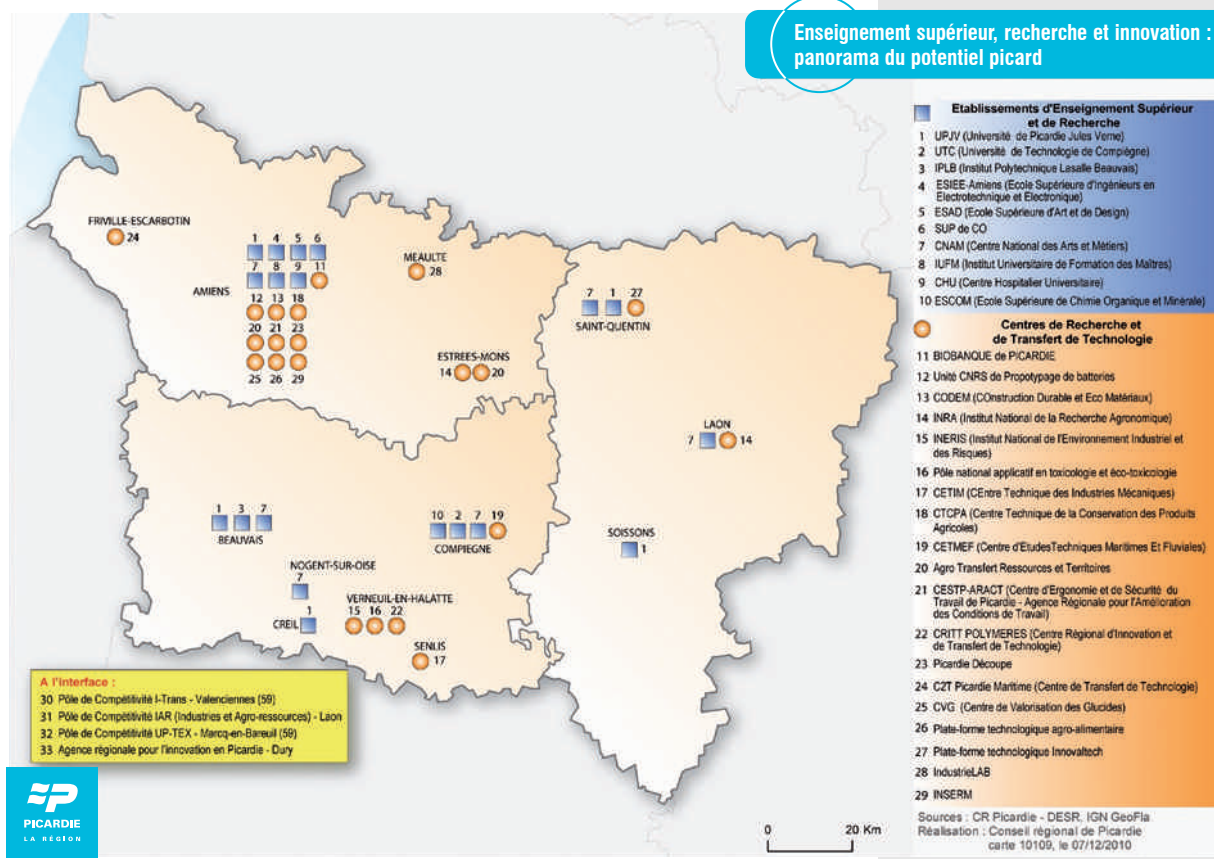 Enseignement supérieur, recherche et innovation :
panorama du potentiel picard
Etablissements d'Enseignement Supérieur
et de Recherche
1 UPJV (Université de Picardie Jules Verne)
2 UTC (Université de Technologie de Compiègne)
3 IPLB (Institut Polytechnique Lasalle Beauvais)
4 ESIEE-Amiens (Ecole Supérieure d'Ingénieurs en
Electrotechnique et Electronique)
5 ESAD (Ecole Supérieure d'Art et de Design)
6 SUP de CO
7 CNAM (Centre National des Arts et Métiers)
8 IUFM (Institut Universitaire de Formation des Maîtres)
9 CHU (Centre Hospitalier Universitaire)
10 ESCOM (Ecole Supérieure de Chimie Organique et Minérale)
Centres de Recherche et
de Transfert de Technologie
11 BIOBANQUE de PICARDIE
12 Unité CNRS de Propotypage de batteries
13 CODEM (COnstruction Durable et Eco Matériaux)
14 INRA (Institut National de la Recherche Agronomique)
15 INERIS (Institut National de l'Environnement Industriel et
des Risques)
16 Pôle national applicatif en toxicologie et éco-toxicologie
17 CETIM (CEntre Technique des Industries Mécaniques)
18 CTCPA (Centre Technique de la Conservation des Produits
Agricoles)
19 CETMEF (Centre d'EtudesTechniques Maritimes Et Fluviales)
20 Agro Transfert Ressources et Territoires
21 CESTP-ARACT (Centre d'Ergonomie et de Sécurité du
Travail de Picardie - Agence Régionale pour l'Amélioration
des Conditions de Travail)
22 CRITT POLYMERES (Centre Régional d'Innovation et
de Transfert de Technologie)
23 Picardie Découpe
24 C2T Picardie Maritime (Centre de Transfert de Technologie)
25 CVG (Centre de Valorisation des Glucides)
26 Plate-forme technologique agro-alimentaire
27 Plate-forme technologique Innovaltech
28 IndustrieLAB
29 INSERM
Sources : CR Picardie - DESR, IGN GeoFla
Réalisation : Conseil régional de Picardie
carte 10109, le 07/12/2010
FRIVILLE-ESCARBOTIN
24
1 4 5 6
7 8 9 11
AMIENS
12 13 18
20 21 23
25 26 29
MEAULTE
28
ESTREES-MONS
14 20
7 1 27
SAINT-QUENTIN
LAON
7 14
SOISSONS
1
1 3 7
BEAUVAIS
10 2 7 19
COMPIEGNE
NOGENT-SUR-OISE
7
1
CREIL
VERNEUIL-EN-HALATTE
15 16 22
SENLIS
17
A l'interface :
30 Pôle de Compétitivité I-Trans - Valenciennes (59)
31 Pôle de Compétitivité IAR (Industries et Agro-ressources) - Laon
32 Pôle de Compétitivité UP-TEX - Marcq-en-Bareuil (59)
33 Agence régionale pour l'innovation en Picardie - Dury
PICARDIE
LA RÉGION
0 20 Km